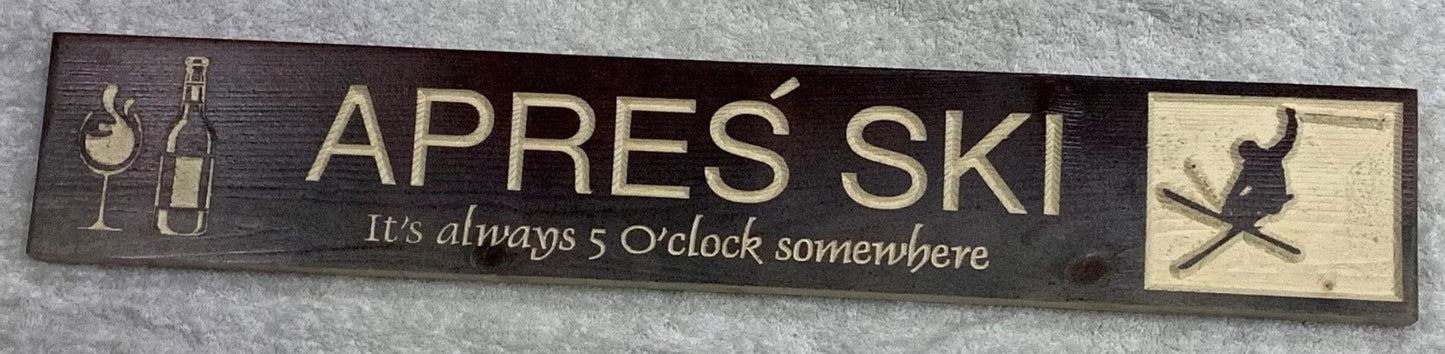 APREŚ SKI
It's always 5 O'clock somewhere